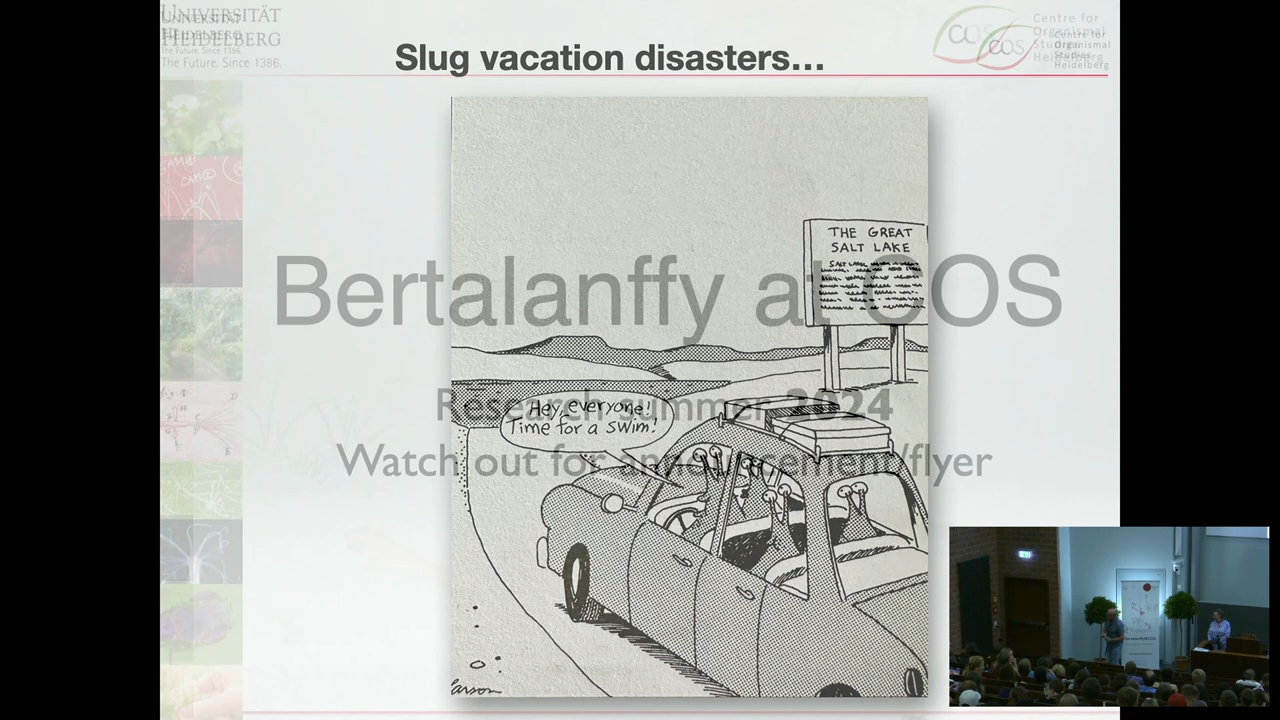 UNIVERSITÄT
HEIDELBERG
The Future. Since 1386.
Slug vacation disasters…
COS
Centre for
Organismal
Studies
Heidelberg
THE GREAT
SALT LAKE
Bertalanffy at COS
Research summer 2024
Watch out for announcement/flyer
Hey, everyone!
Time for a swim!